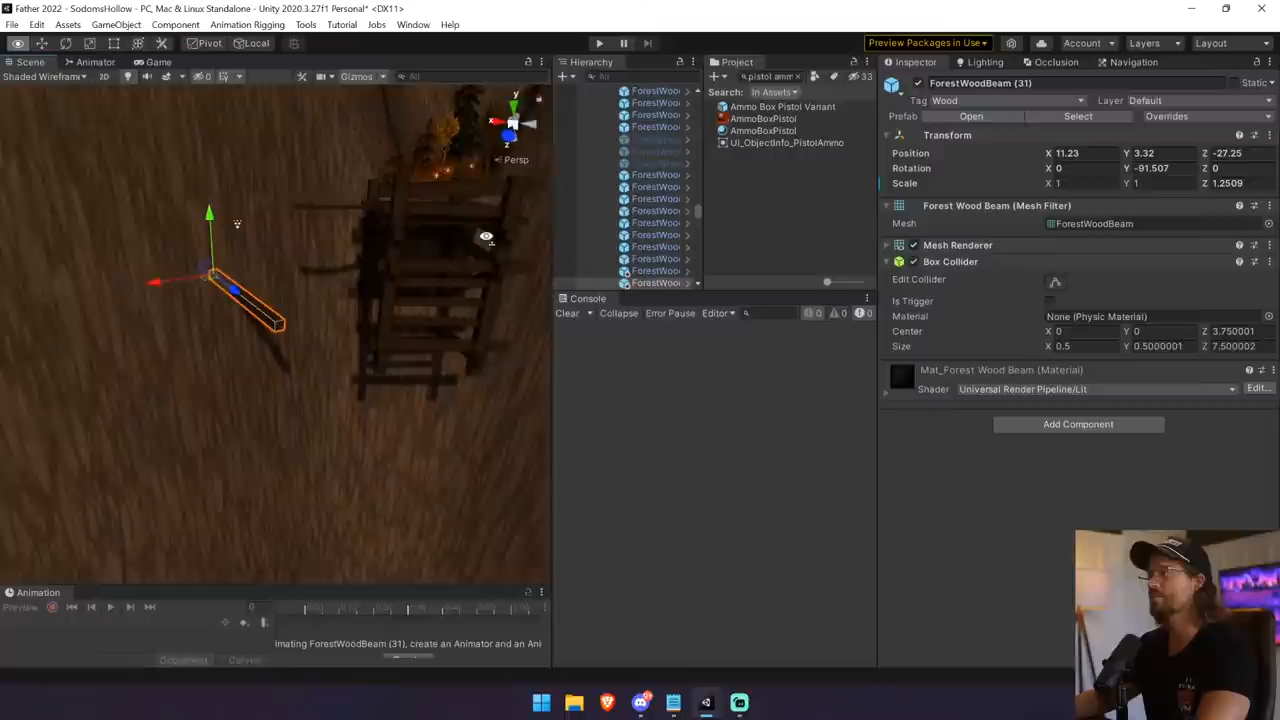 Father 2022 - SodomsHollow - PC, Mac & Linux Standalone - Unity 2020.3.27f1 Personal* <DX11>
File Edit Assets GameObject Component Animation Rigging Tools Tutorial Jobs Window Help
Pivot Local Preview Packages in Use Account Layers Layout
Scene Animator Game
Shaded Wireframe 2D 0 Gizmos All
y
x
z
Persp
Hierarchy
All
ForestWoo
ForestWoo
ForestWoo
ForestWoo
ForestWoo
ForestWoo
ForestWoo
ForestWoo
ForestWoo
ForestWoo
ForestWoo
ForestWoo
ForestWoo
ForestWoo
Project
pistol amm 33
Search: In Assets
Ammo Box Pistol Variant
AmmoBoxPistol
AmmoBoxPistol
UI_ObjectInfo_PistolAmmo
Console
Clear Collapse Error Pause Editor 0 0 0
Inspector Lighting Occlusion Navigation
ForestWoodBeam (31) Static
Tag Wood Layer Default
Prefab Open Select Overrides
Transform
Position X 11.23 Y 3.32 Z -27.25
Rotation X 0 Y -91.507 Z 0
Scale X 1 Y 1 Z 1.2509
Forest Wood Beam (Mesh Filter)
Mesh ForestWoodBeam
Mesh Renderer
Box Collider
Edit Collider
Is Trigger
Material None (Physic Material)
Center X 0 Y 0 Z 3.750001
Size X 0.5 Y 0.5000001 Z 7.500002
Mat_Forest Wood Beam (Material)
Shader Universal Render Pipeline/Lit Edit...
Add Component
Animation
Preview 0
imating ForestWoodBeam (31), create an Animator and an Ani
Curves